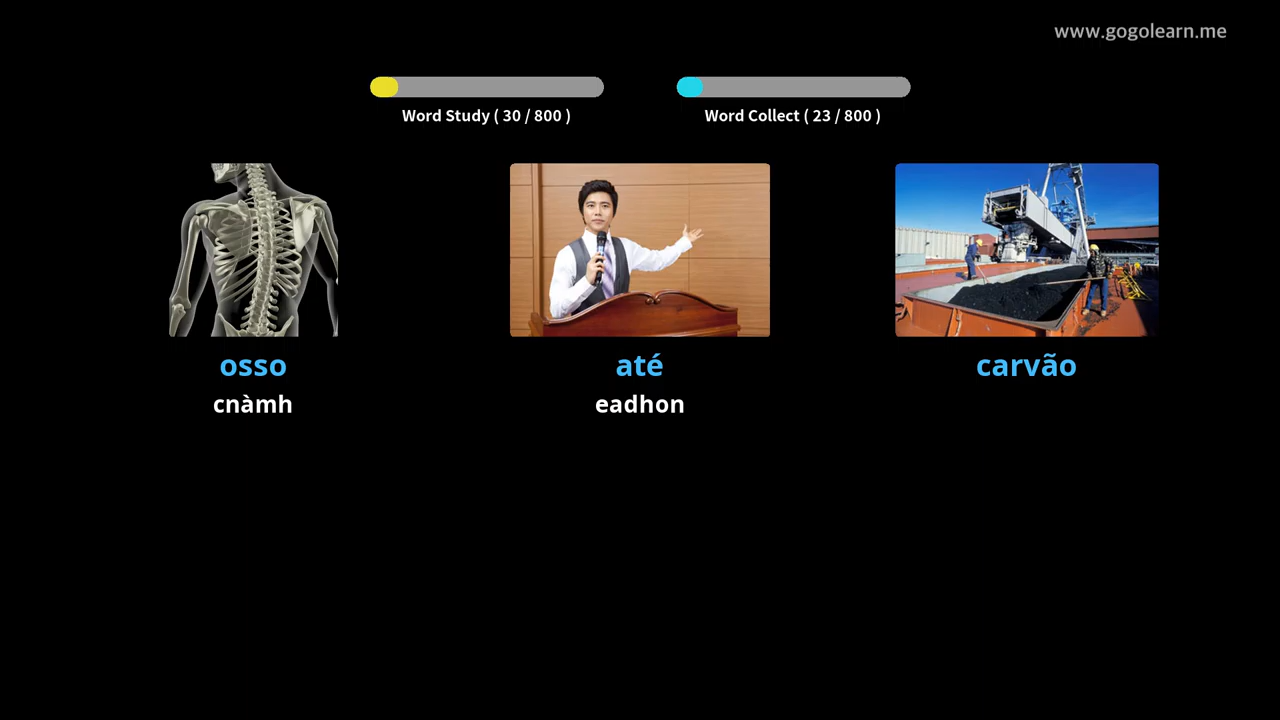 www.gogolearn.me
Word Study ( 30 / 800 )
Word Collect ( 23 / 800 )
osso
até
carvão
cnàmh
eadhon